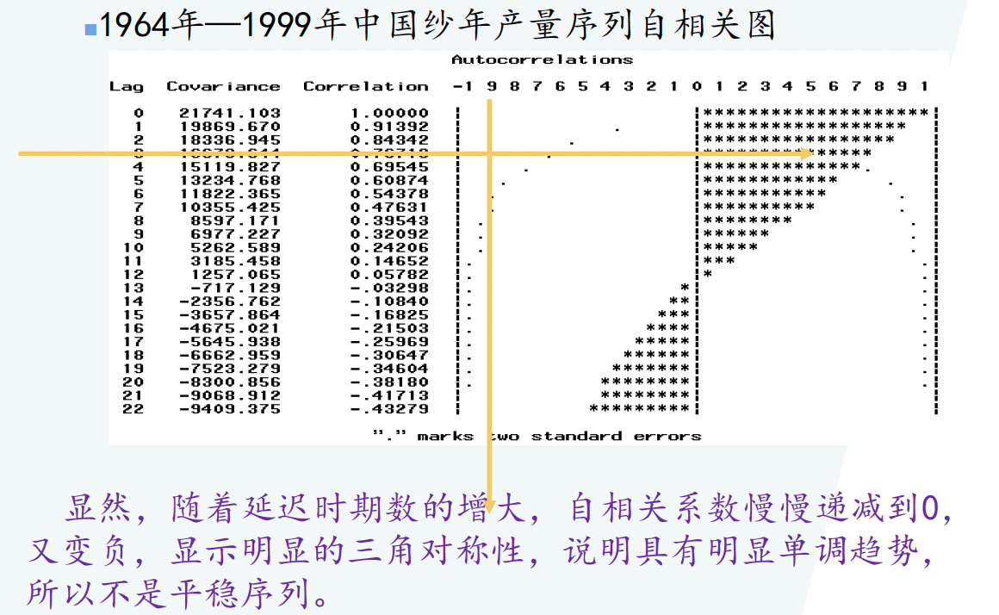 1964年—1999年中国纱年产量序列自相关图
Autocorrelations
Lag Covariance Correlation -1 9 8 7 6 5 4 3 2 1 0 1 2 3 4 5 6 7 8 9 1
0 21741.103 1.00000 | |********************|
1 19869.670 0.91392 | . |****************** |
2 18336.945 0.84342 | . |***************** |
3 | . |*************** |
4 15119.827 0.69545 | . |**************. |
5 13234.768 0.60874 | . |************ . |
6 11822.365 0.54378 | . |*********** . |
7 10355.425 0.47631 | . |********** . |
8 8597.171 0.39543 | . |******** . |
9 6977.227 0.32092 | . |****** . |
10 5262.589 0.24206 | . |***** . |
11 3185.458 0.14652 | . |*** . |
12 1257.065 0.05782 | . |* . |
13 -717.129 -.03298 | . *| . |
14 -2356.762 -.10840 | . **| . |
15 -3657.864 -.16825 | . ***| . |
16 -4675.021 -.21503 | . ****| . |
17 -5645.938 -.25969 | . *****| . |
18 -6662.959 -.30647 | . ******| . |
19 -7523.279 -.34604 | . *******| . |
20 -8300.856 -.38180 | . ********| . |
21 -9068.912 -.41713 | ********| |
22 -9409.375 -.43279 | *********| |
"." marks two standard errors
显然，随着延迟时期数的增大，自相关系数慢慢递减到0，
又变负，显示明显的三角对称性，说明具有明显单调趋势，
所以不是平稳序列。